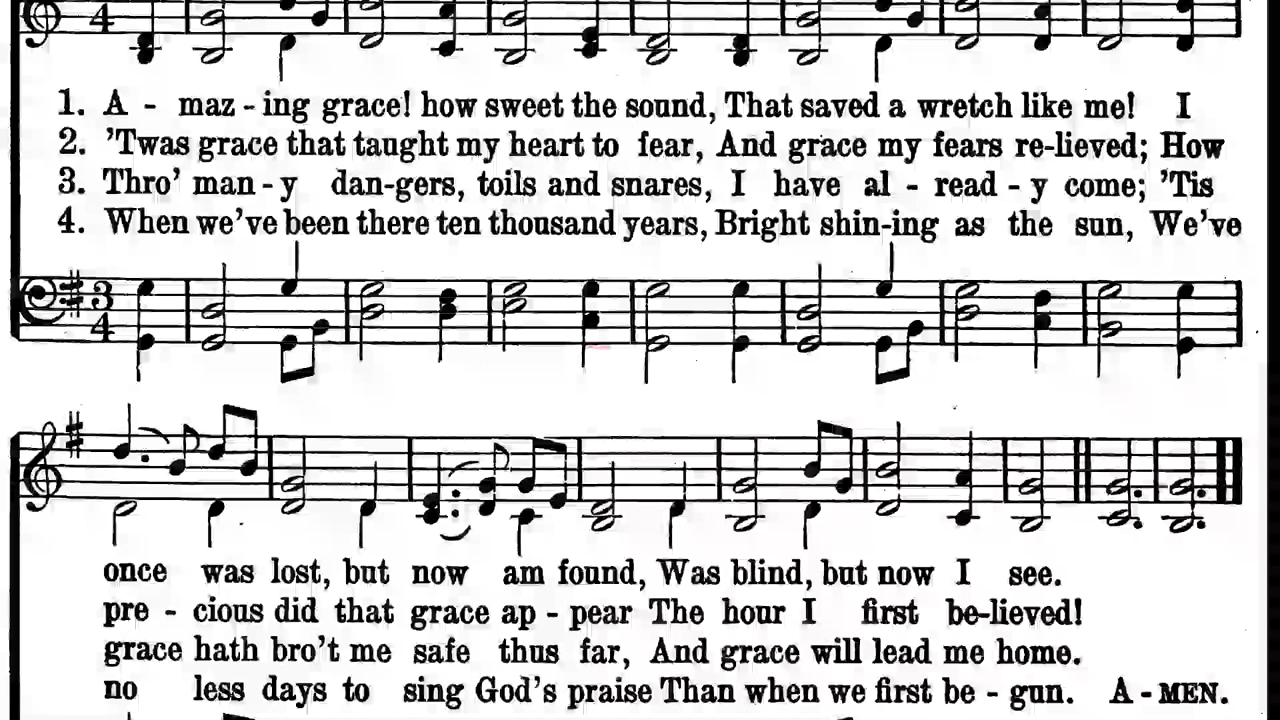 4
1. A - maz - ing grace! how sweet the sound, That saved a wretch like me! I
2. ’Twas grace that taught my heart to fear, And grace my fears re-lieved; How
3. Thro’ man - y dan-gers, toils and snares, I have al - read - y come; ’Tis
4. When we’ve been there ten thousand years, Bright shin-ing as the sun, We’ve
3
4
once was lost, but now am found, Was blind, but now I see.
pre - cious did that grace ap - pear The hour I first be-lieved!
grace hath bro’t me safe thus far, And grace will lead me home.
no less days to sing God’s praise Than when we first be - gun. A - MEN.